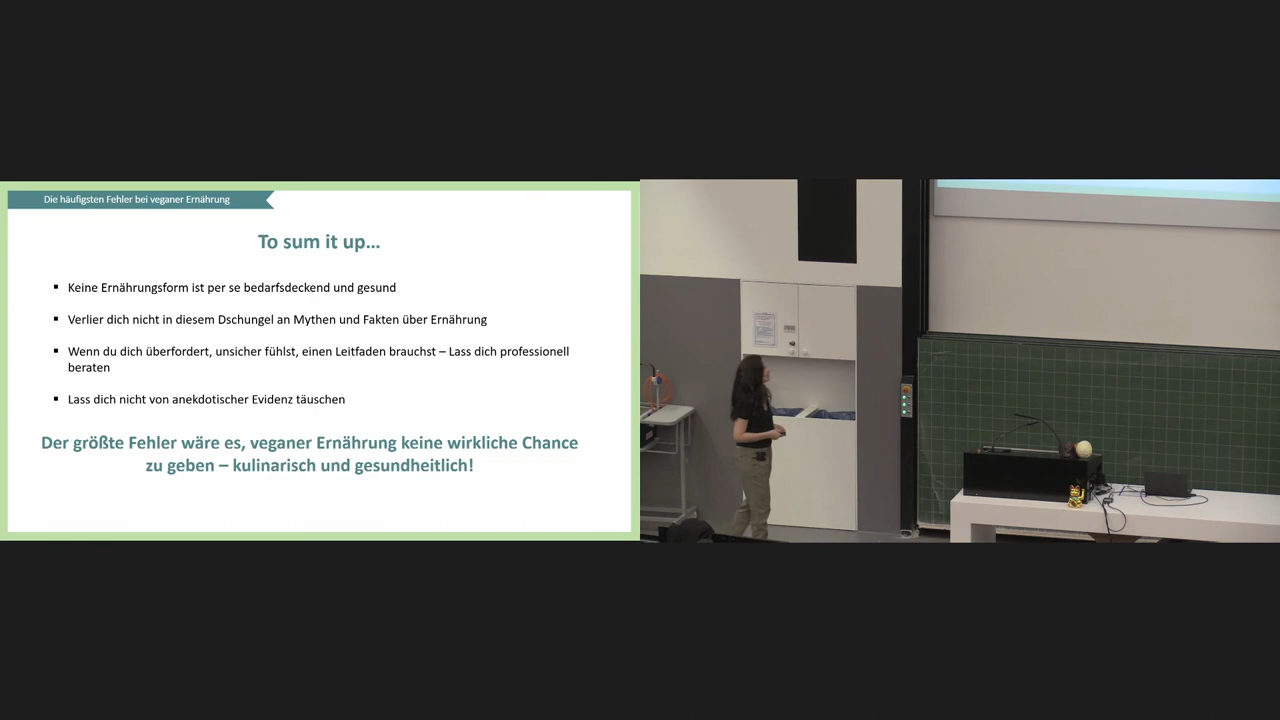 Die häufigsten Fehler bei veganer Ernährung
To sum it up...
▪ Keine Ernährungsform ist per se bedarfsdeckend und gesund
▪ Verlier dich nicht in diesem Dschungel an Mythen und Fakten über Ernährung
▪ Wenn du dich überfordert, unsicher fühlst, einen Leitfaden brauchst – Lass dich professionell
beraten
▪ Lass dich nicht von anekdotischer Evidenz täuschen
Der größte Fehler wäre es, veganer Ernährung keine wirkliche Chance
zu geben – kulinarisch und gesundheitlich!